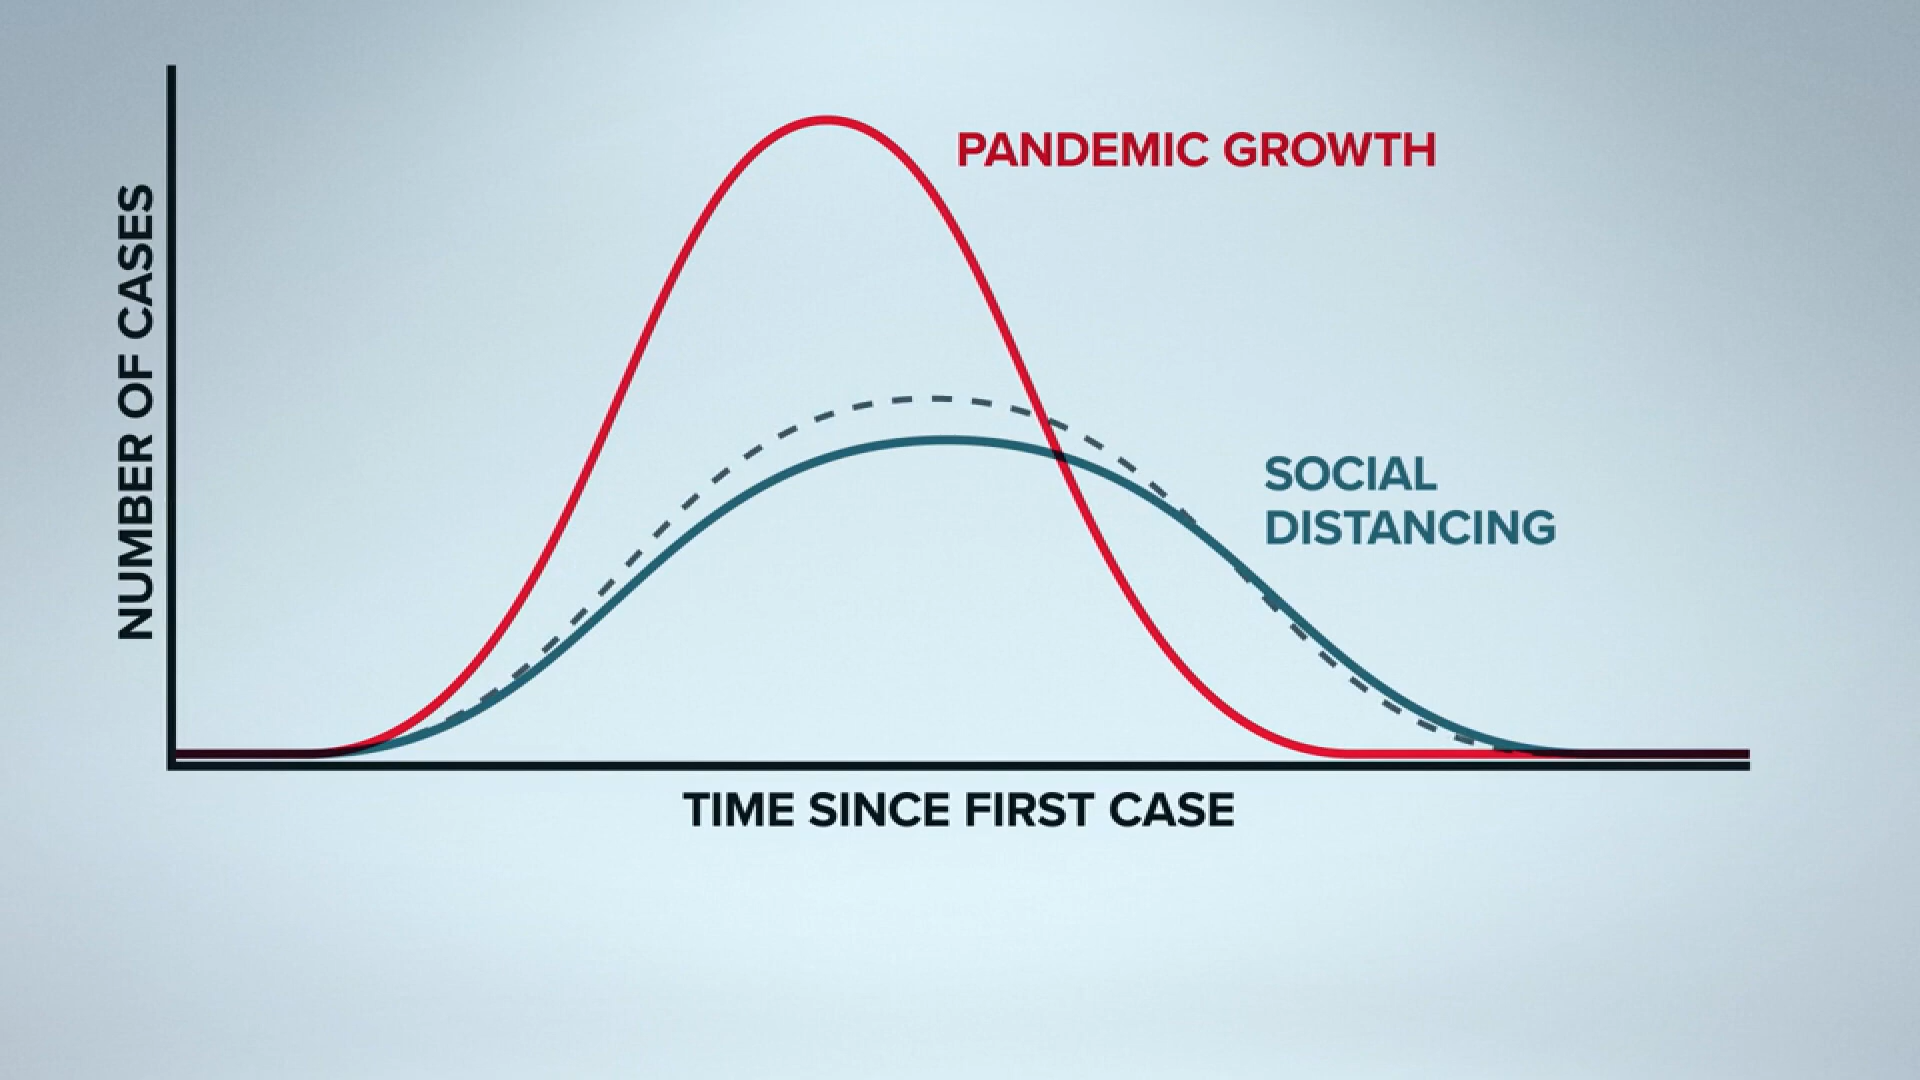 PANDEMIC GROWTH
NUMBER OF CASES
SOCIAL
DISTANCING
TIME SINCE FIRST CASE